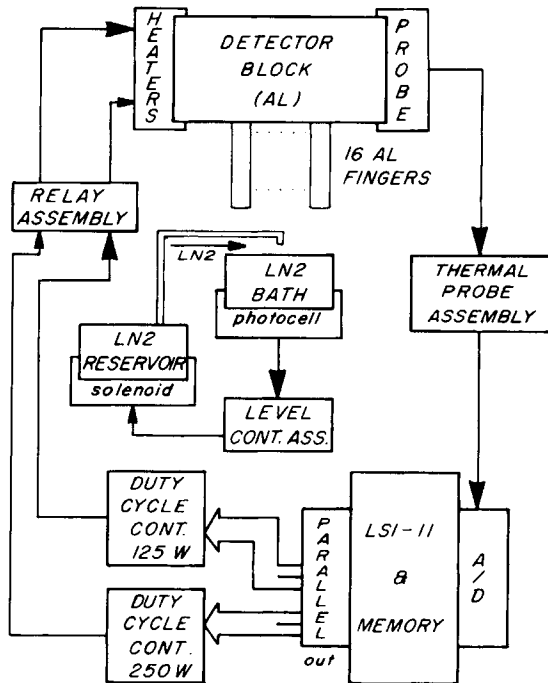 HEATERS
DETECTOR
BLOCK
(AL)
PROBE
16 AL
FINGERS
RELAY
ASSEMBLY
LN2
LN2
BATH
photocell
THERMAL
PROBE
ASSEMBLY
LN2
RESERVOIR
solenoid
LEVEL
CONT. ASS.
DUTY
CYCLE
CONT.
125 W
PARALLEL
out
LSI-11
&
MEMORY
A/D
DUTY
CYCLE
CONT.
250 W